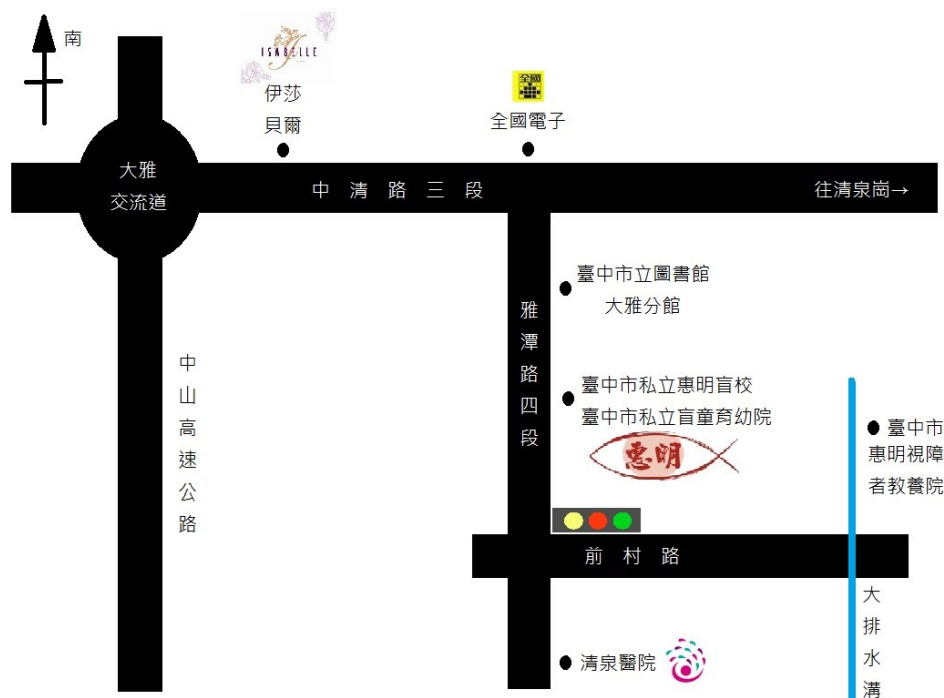 南
ISABELLE
伊莎
貝爾
全國
全國電子
大雅
交流道
中清路三段
往清泉崗→
臺中市立圖書館
大雅分館
雅潭路四段
中山高速公路
臺中市私立惠明盲校
臺中市私立盲童育幼院
惠明
臺中市
惠明視障
者教養院
前村路
大排水溝
清泉醫院